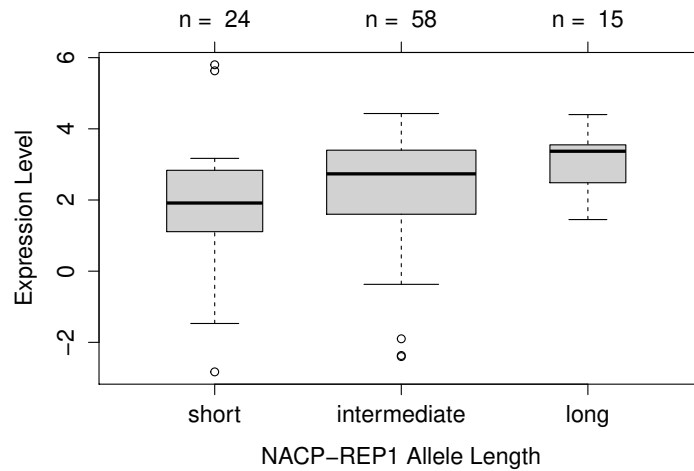 n = 24 n = 58 n = 15
6
4
2
0
−2
Expression Level
short intermediate long
NACP−REP1 Allele Length